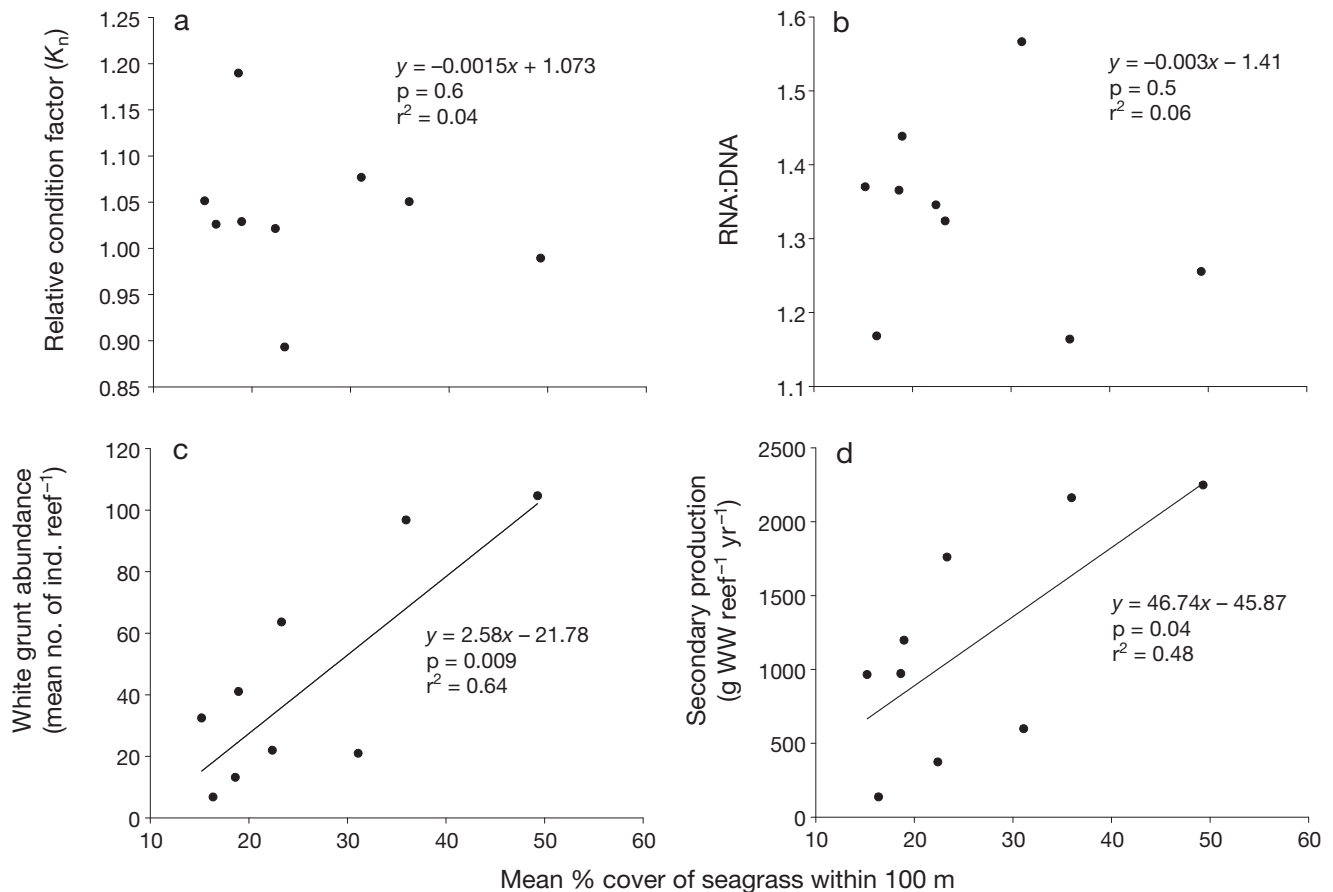 a
Relative condition factor (Kn)
1.25
1.20
1.15
1.10
1.05
1.00
0.95
0.90
0.85
y = –0.0015x + 1.073
p = 0.6
r² = 0.04
b
RNA:DNA
1.6
1.5
1.4
1.3
1.2
1.1
y = –0.003x – 1.41
p = 0.5
r² = 0.06
c
White grunt abundance
(mean no. of ind. reef⁻¹)
120
100
80
60
40
20
0
y = 2.58x – 21.78
p = 0.009
r² = 0.64
10 20 30 40 50 60
d
Secondary production
(g WW reef⁻¹ yr⁻¹)
2500
2000
1500
1000
500
0
y = 46.74x – 45.87
p = 0.04
r² = 0.48
10 20 30 40 50 60
Mean % cover of seagrass within 100 m